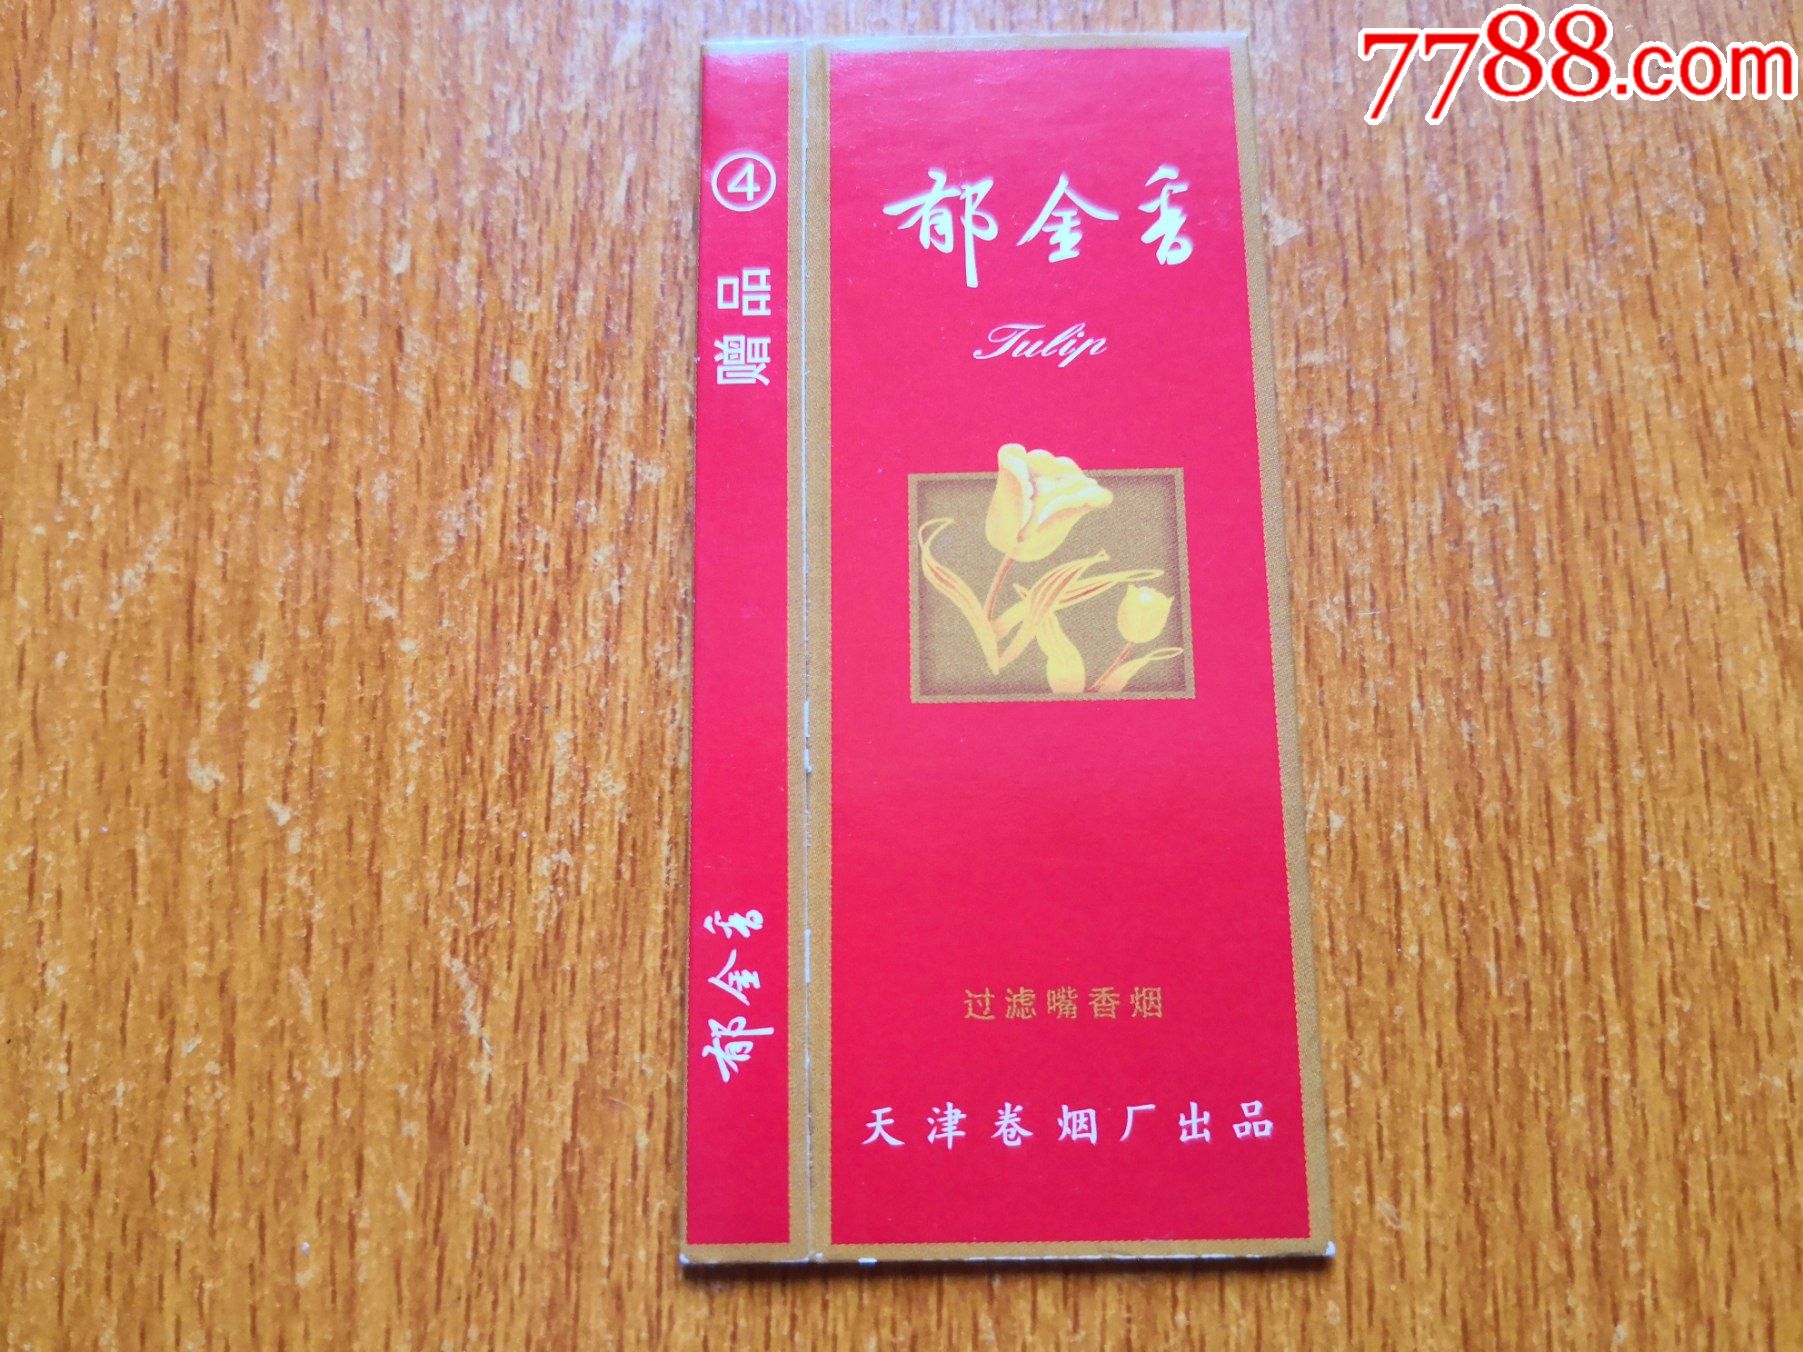 7788.com
④
赠品
郁金香
郁金香
Tulip
过滤嘴香烟
天津卷烟厂出品